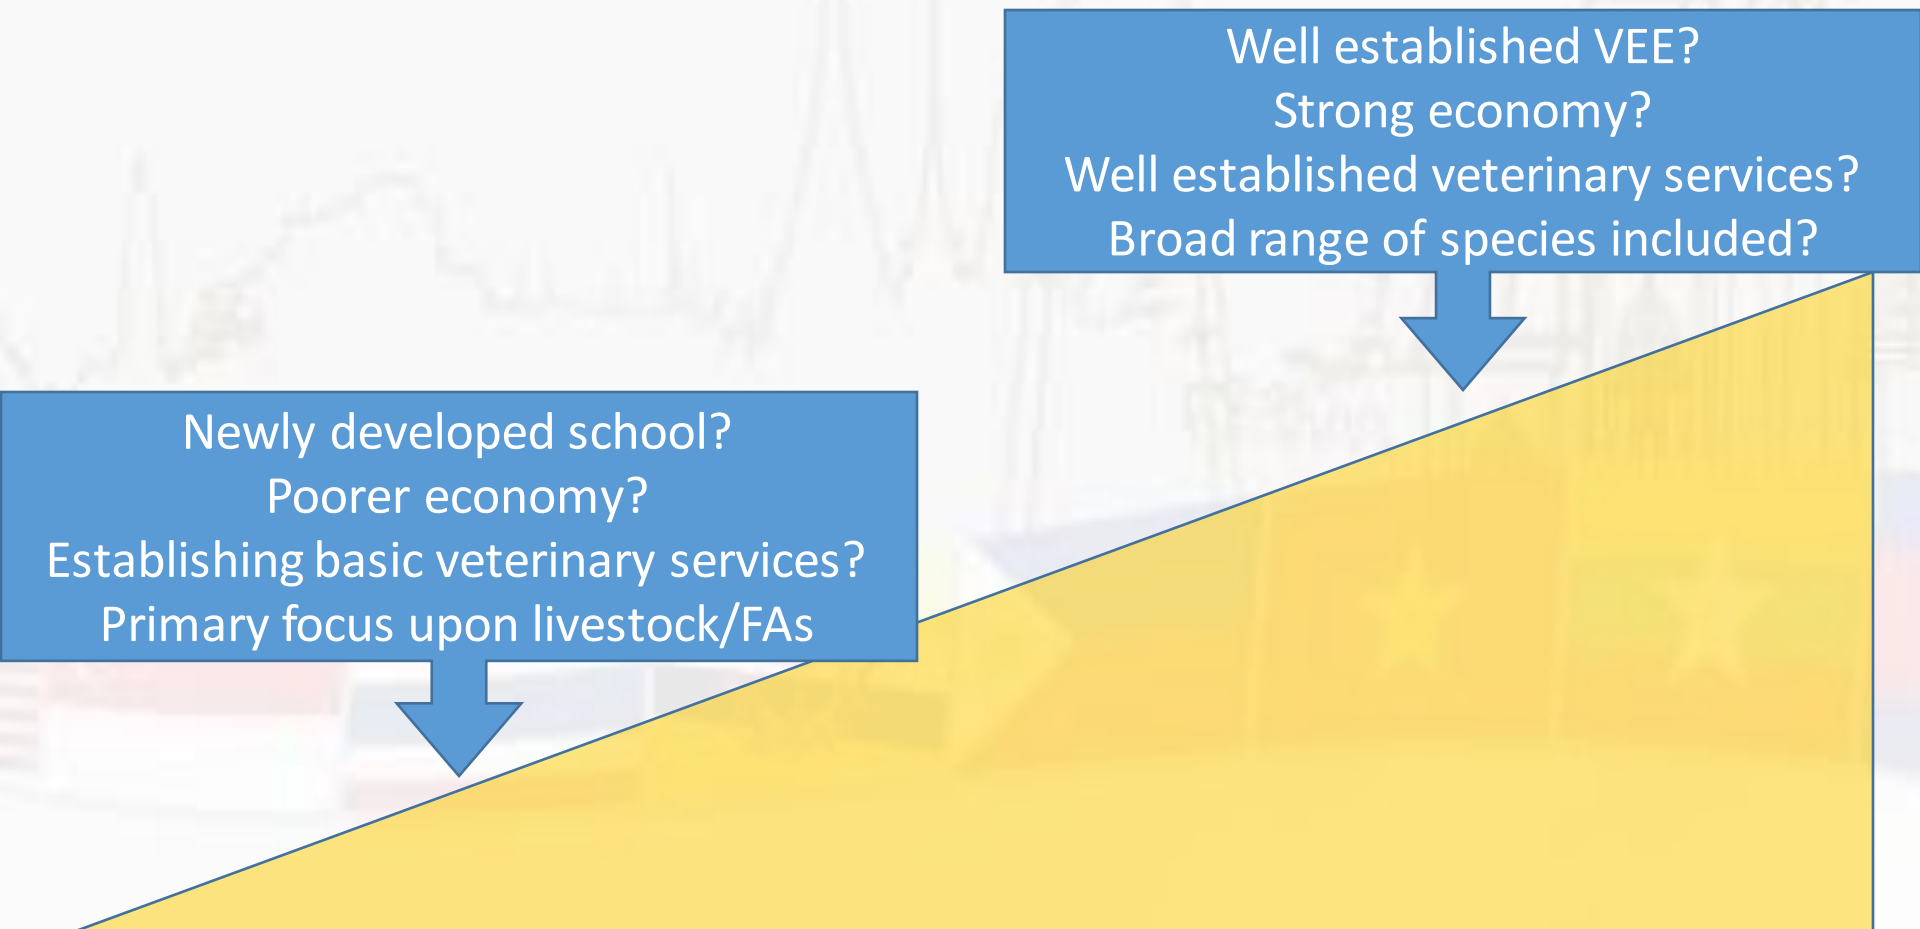 Well established VEE?
Strong economy?
Well established veterinary services?
Broad range of species included?
Newly developed school?
Poorer economy?
Establishing basic veterinary services?
Primary focus upon livestock/FAs